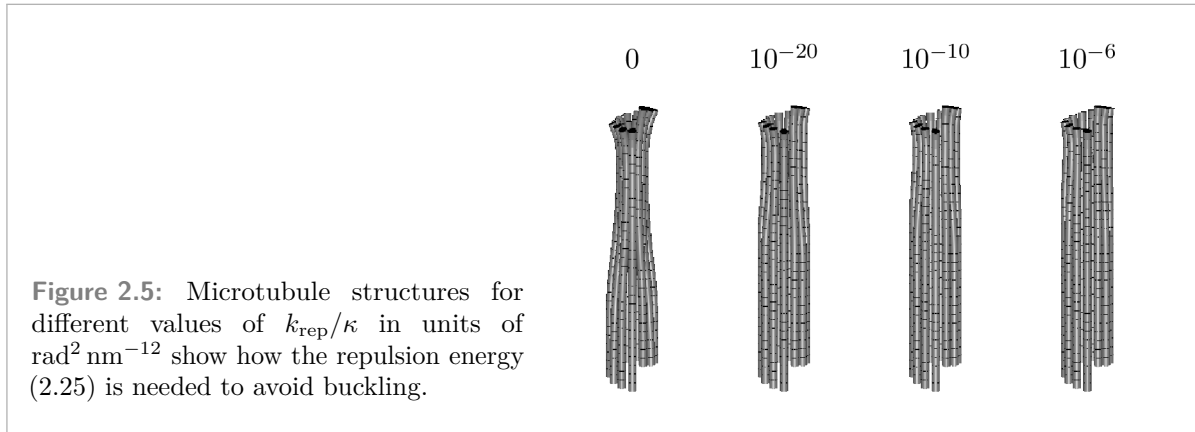 0 10⁻²⁰ 10⁻¹⁰ 10⁻⁶
Figure 2.5: Microtubule structures for
different values of k_rep/κ in units of
rad² nm⁻¹² show how the repulsion energy
(2.25) is needed to avoid buckling.